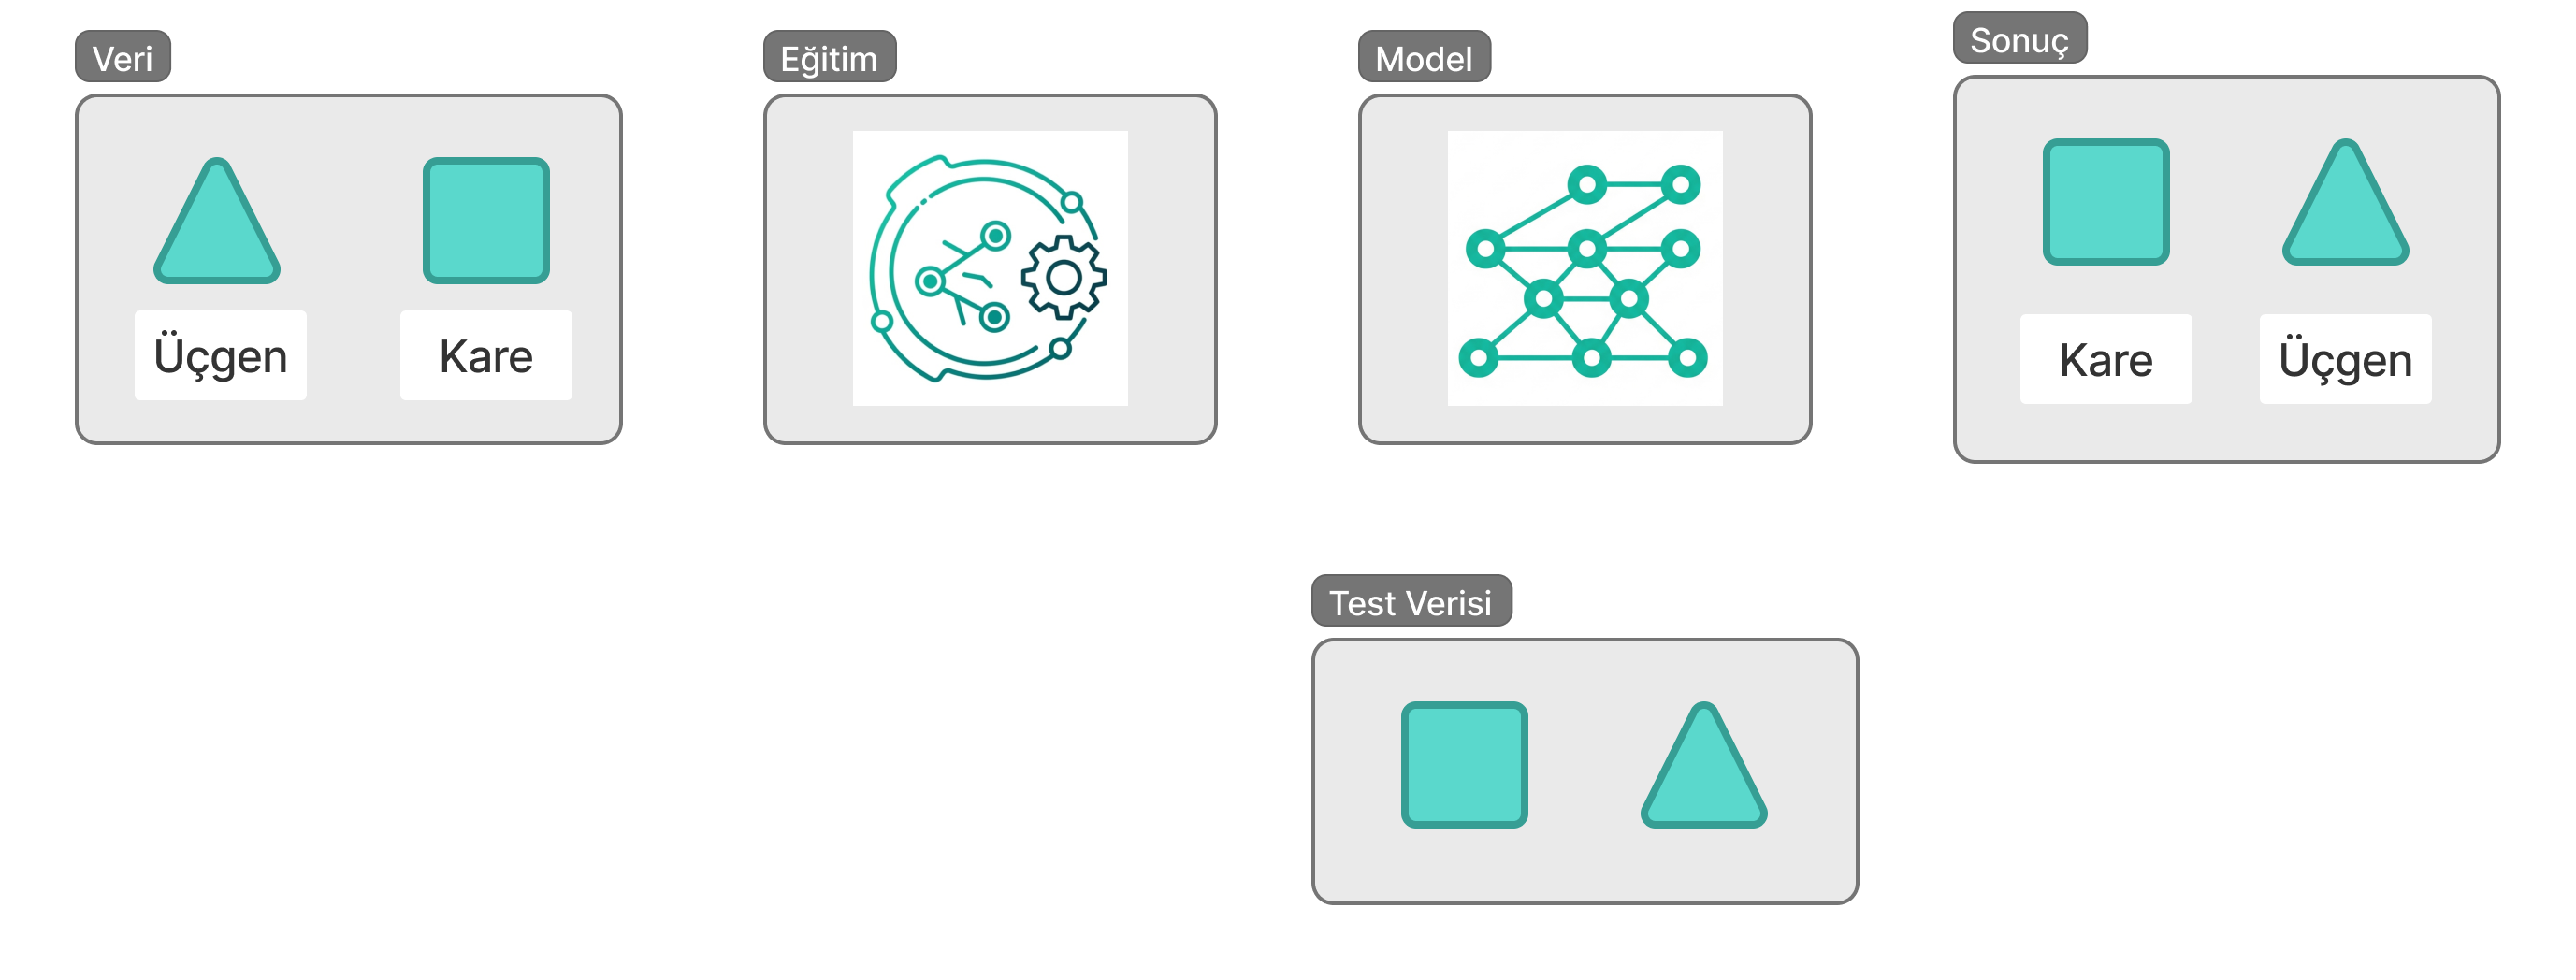 Veri
Üçgen
Kare
Eğitim
Model
Sonuç
Kare
Üçgen
Test Verisi